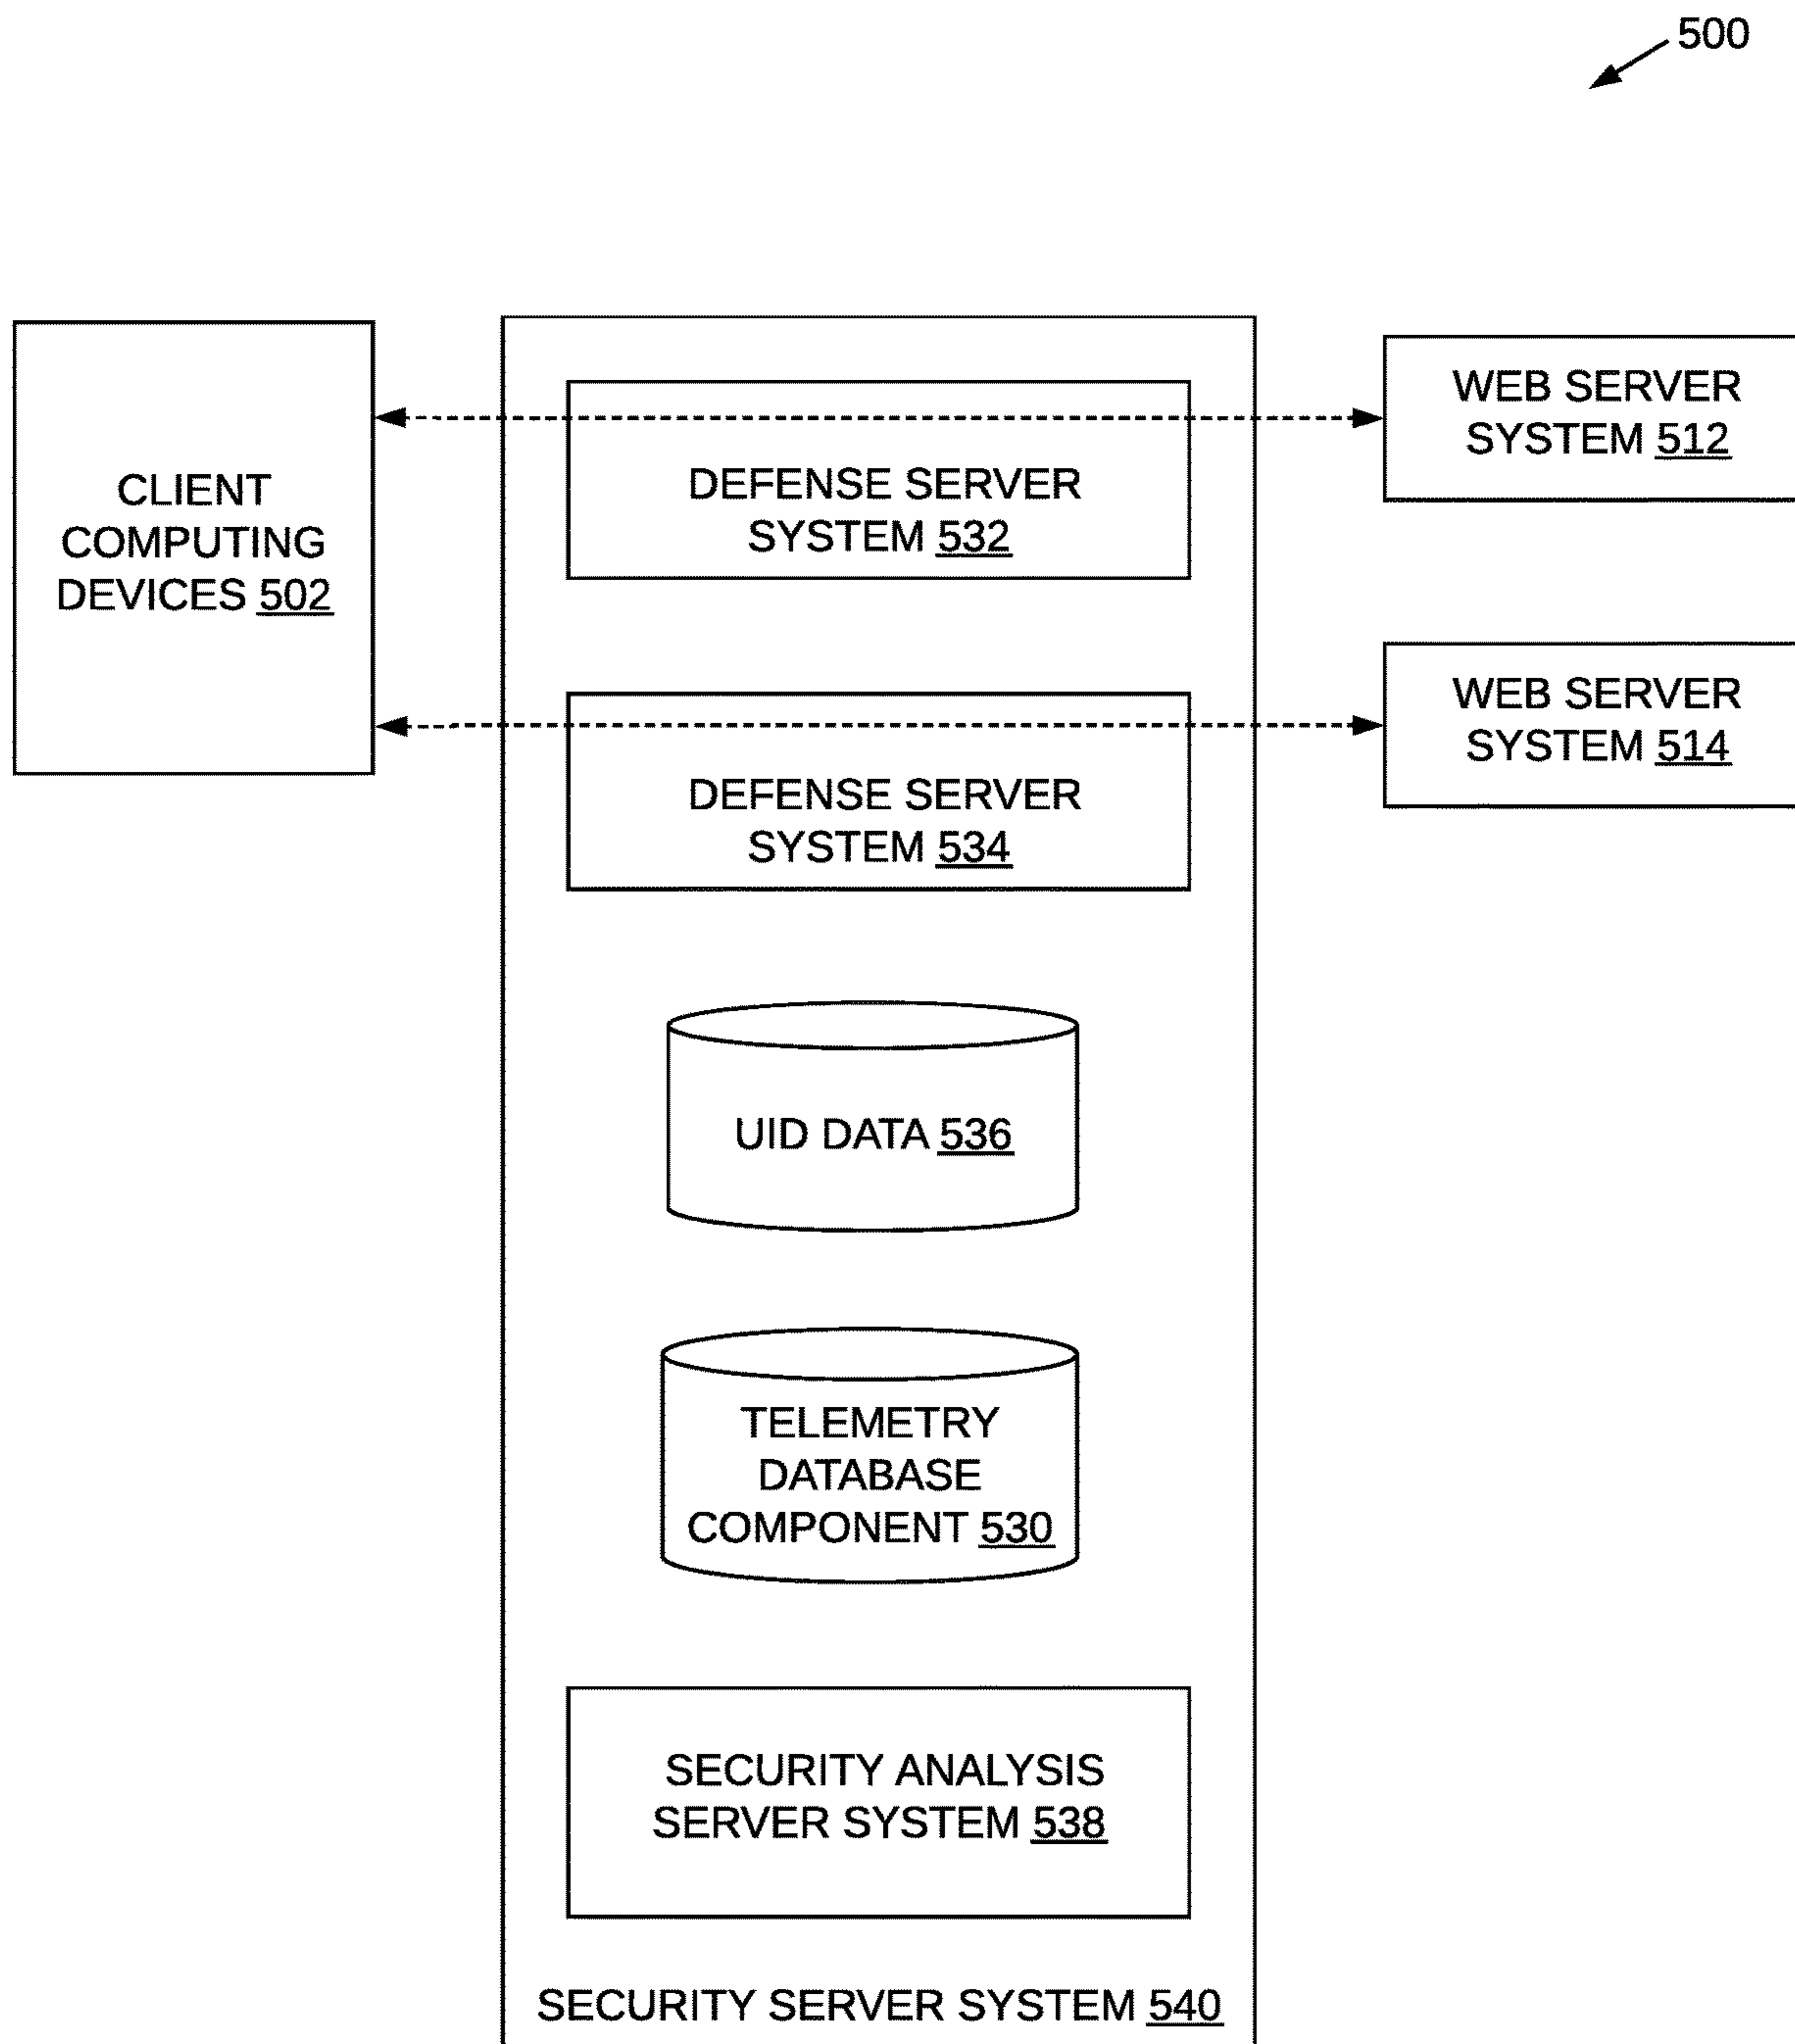 500
CLIENT
COMPUTING
DEVICES 502
DEFENSE SERVER
SYSTEM 532
WEB SERVER
SYSTEM 512
DEFENSE SERVER
SYSTEM 534
WEB SERVER
SYSTEM 514
UID DATA 536
TELEMETRY
DATABASE
COMPONENT 530
SECURITY ANALYSIS
SERVER SYSTEM 538
SECURITY SERVER SYSTEM 540